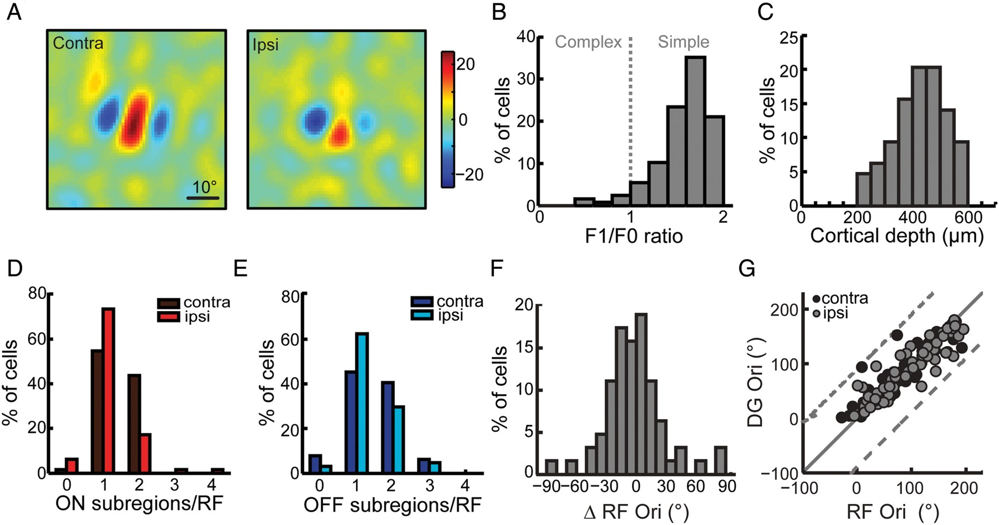 A
Contra
10°
Ipsi
20
0
−20
B
40
30
20
10
0
% of cells
Complex
Simple
0
1
2
F1/F0 ratio
C
25
20
15
10
5
0
% of cells
0
200
400
600
Cortical depth (µm)
D
80
60
40
20
0
% of cells
contra
ipsi
0
1
2
3
4
ON subregions/RF
E
80
60
40
20
0
% of cells
contra
ipsi
0
1
2
3
4
OFF subregions/RF
F
20
15
10
5
0
% of cells
−90
−60
−30
0
30
60
90
Δ RF Ori (°)
G
200
100
0
−100
DG Ori (°)
contra
ipsi
−100
0
100
200
RF Ori (°)